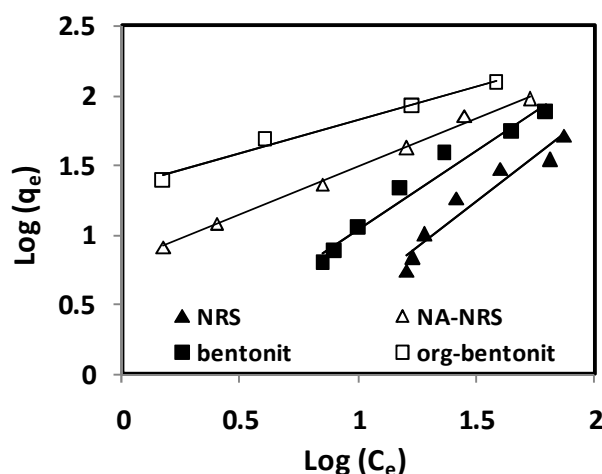 2.5
2
1.5
1
0.5
0
Log (qₑ)
NRS NA-NRS
bentonit org-bentonit
0 0.5 1 1.5 2
Log (Cₑ)